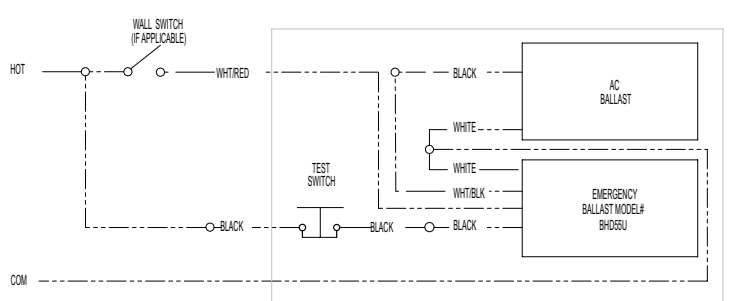 WALL SWITCH
(IF APPLICABLE)
HOT
WHT/RED
BLACK
AC
BALLAST
WHITE
WHITE
TEST
SWITCH
WHT/BLK
EMERGENCY
BALLAST MODEL#
BHD55U
BLACK
BLACK
BLACK
COM